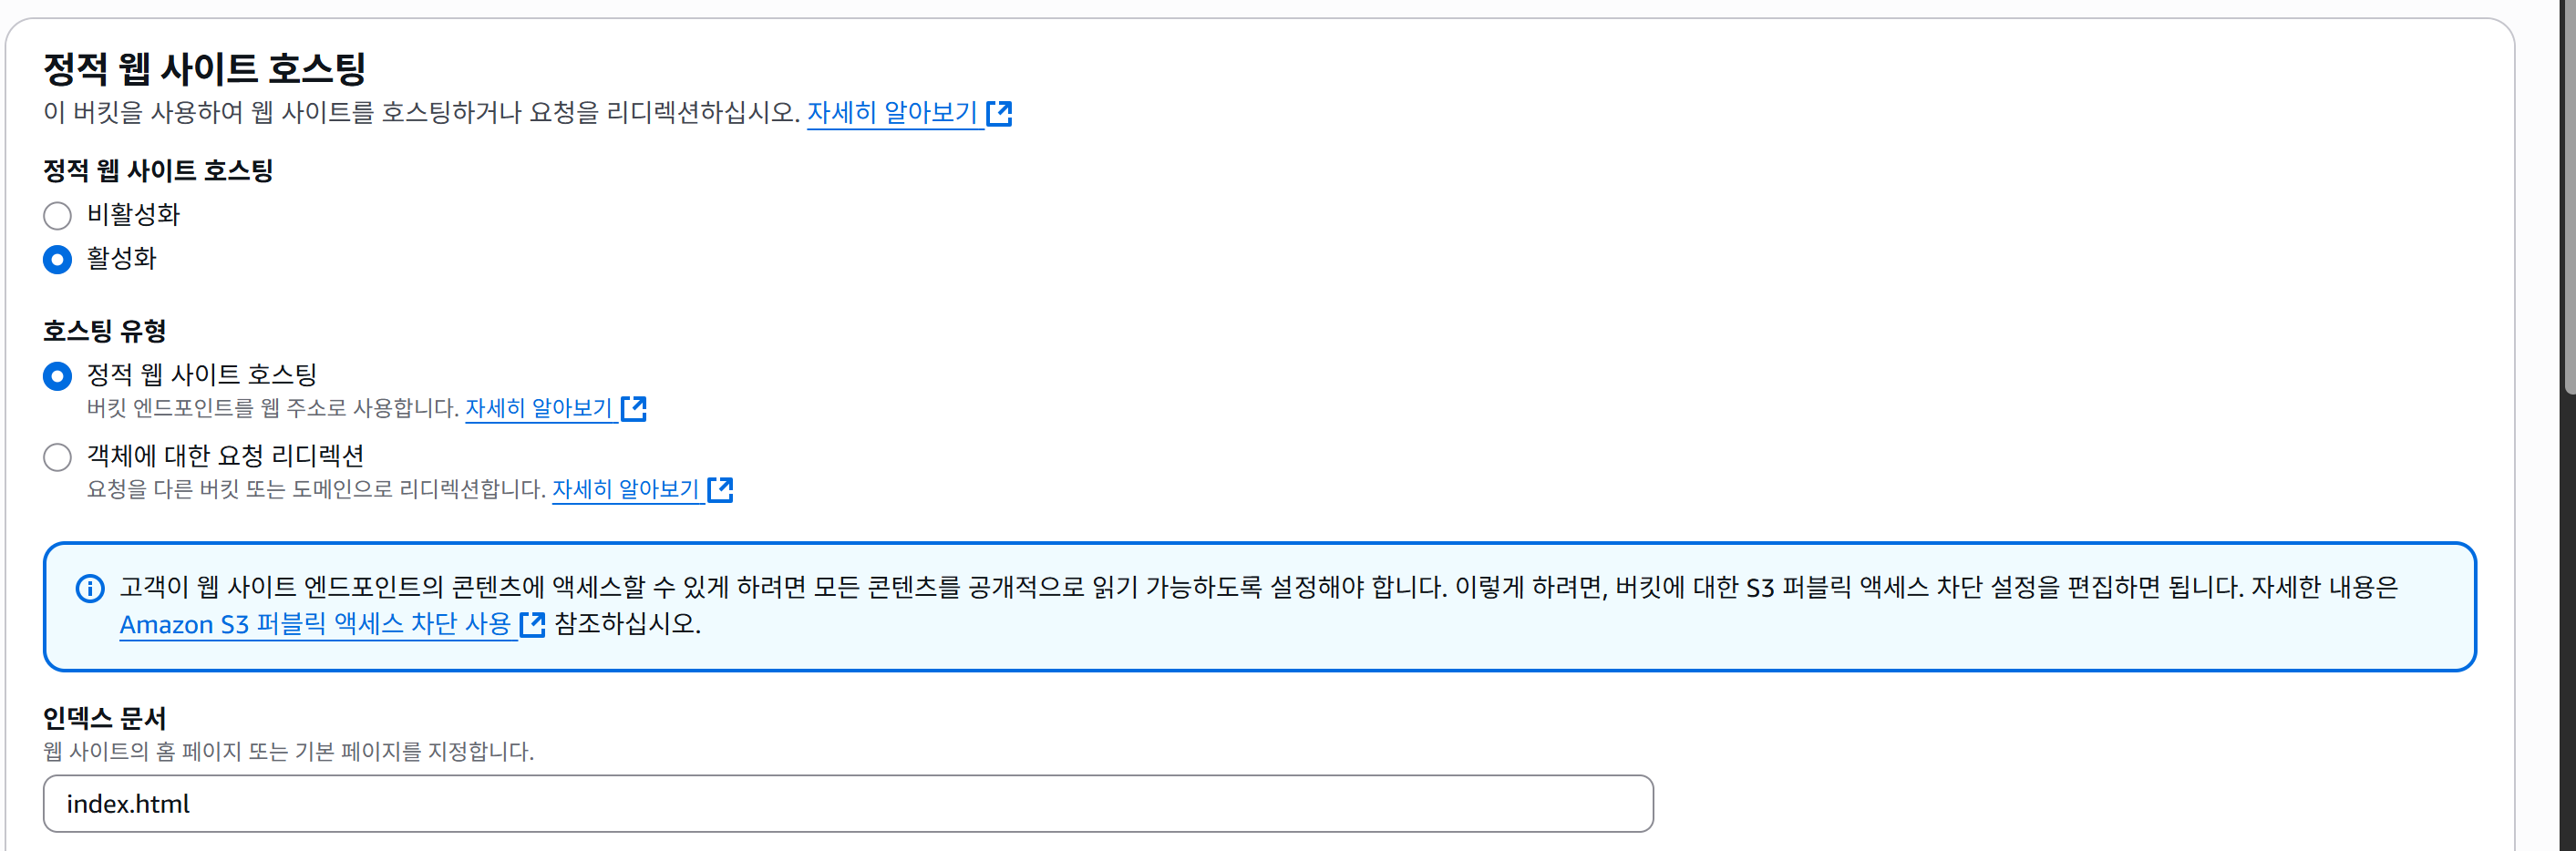 정적 웹 사이트 호스팅
이 버킷을 사용하여 웹 사이트를 호스팅하거나 요청을 리디렉션하십시오. 자세히 알아보기
정적 웹 사이트 호스팅
비활성화
활성화
호스팅 유형
정적 웹 사이트 호스팅
버킷 엔드포인트를 웹 주소로 사용합니다. 자세히 알아보기
객체에 대한 요청 리디렉션
요청을 다른 버킷 또는 도메인으로 리디렉션합니다. 자세히 알아보기
고객이 웹 사이트 엔드포인트의 콘텐츠에 액세스할 수 있게 하려면 모든 콘텐츠를 공개적으로 읽기 가능하도록 설정해야 합니다. 이렇게 하려면, 버킷에 대한 S3 퍼블릭 액세스 차단 설정을 편집하면 됩니다. 자세한 내용은
Amazon S3 퍼블릭 액세스 차단 사용 참조하십시오.
인덱스 문서
웹 사이트의 홈 페이지 또는 기본 페이지를 지정합니다.
index.html